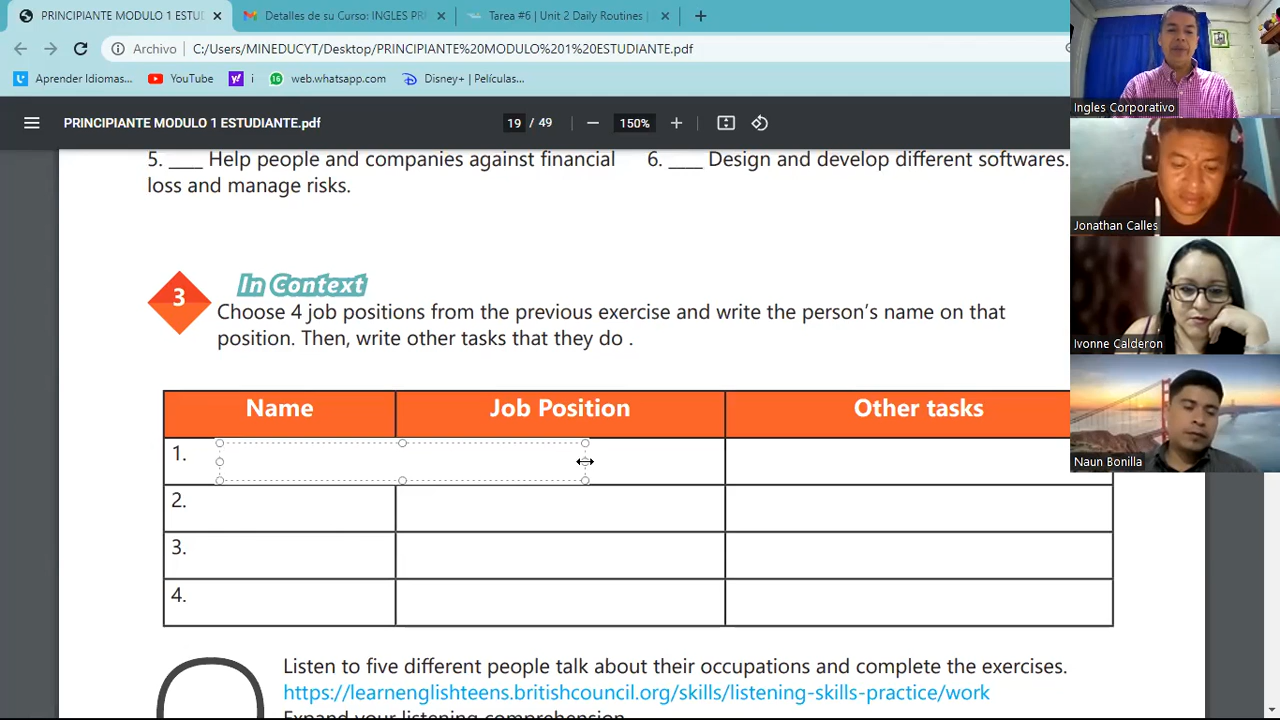 PRINCIPIANTE MODULO 1 ESTUD
Detalles de su Curso: INGLES PR
Tarea #6 | Unit 2 Daily Routines |
Archivo
C:/Users/MINEDUCYT/Desktop/PRINCIPIANTE%20MODULO%201%20ESTUDIANTE.pdf
Aprender Idiomas...
YouTube
i
web.whatsapp.com
Disney+ | Películas...
PRINCIPIANTE MODULO 1 ESTUDIANTE.pdf
19 / 49
150%
5. ____ Help people and companies against financial
loss and manage risks.
6. ____ Design and develop different softwares.
3
In Context
Choose 4 job positions from the previous exercise and write the person's name on that
position. Then, write other tasks that they do .
Name
Job Position
Other tasks
1.
2.
3.
4.
Listen to five different people talk about their occupations and complete the exercises.
https://learnenglishteens.britishcouncil.org/skills/listening-skills-practice/work
Expand your listening comprehension
Ingles Corporativo
Jonathan Calles
Ivonne Calderon
Naun Bonilla